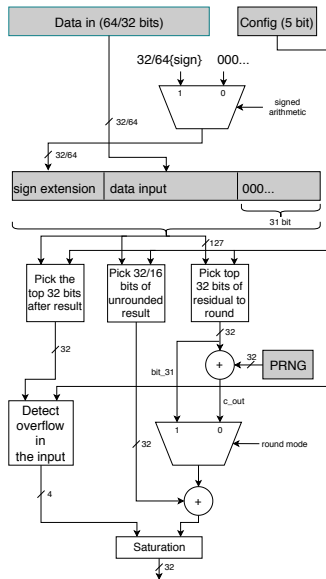 Data in (64/32 bits)
Config (5 bit)
32/64{sign} 000...
1 0
signed
arithmetic
32/64
32/64
sign extension data input 000...
31 bit
127
Pick the
top 32 bits
after result
Pick 32/16
bits of
unrounded
result
Pick top
32 bits of
residual to
round
32
32
+
32
PRNG
bit_31
c_out
Detect
overflow
in
the input
1 0
round mode
32
4
+
Saturation
32